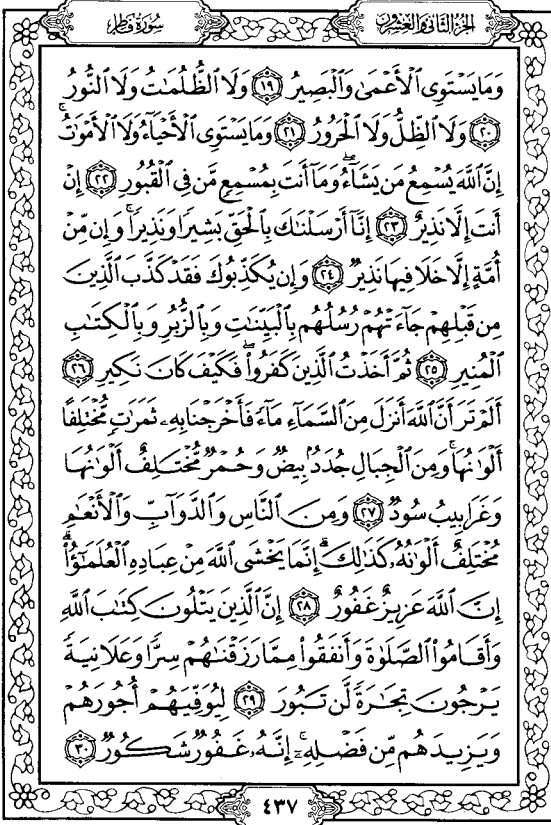 الجزء الثاني والعشرون
سورة فاطر
وَمَا يَسْتَوِى ٱلْأَعْمَىٰ وَٱلْبَصِيرُ ١٩ وَلَا ٱلظُّلُمَـٰتُ وَلَا ٱلنُّورُ
٢٠ وَلَا ٱلظِّلُّ وَلَا ٱلْحَرُورُ ٢١ وَمَا يَسْتَوِى ٱلْأَحْيَآءُ وَلَا ٱلْأَمْوَٰتُۚ
إِنَّ ٱللَّهَ يُسْمِعُ مَن يَشَآءُۖ وَمَآ أَنتَ بِمُسْمِعٍ مَّن فِى ٱلْقُبُورِ ٢٢ إِنْ
أَنتَ إِلَّا نَذِيرٌ ٢٣ إِنَّآ أَرْسَلْنَـٰكَ بِٱلْحَقِّ بَشِيرًا وَنَذِيرًاۚ وَإِن مِّنْ
أُمَّةٍ إِلَّا خَلَا فِيهَا نَذِيرٌ ٢٤ وَإِن يُكَذِّبُوكَ فَقَدْ كَذَّبَ ٱلَّذِينَ
مِن قَبْلِهِمْ جَآءَتْهُمْ رُسُلُهُم بِٱلْبَيِّنَـٰتِ وَبِٱلزُّبُرِ وَبِٱلْكِتَـٰبِ
ٱلْمُنِيرِ ٢٥ ثُمَّ أَخَذْتُ ٱلَّذِينَ كَفَرُوا۟ۖ فَكَيْفَ كَانَ نَكِيرِ ٢٦
أَلَمْ تَرَ أَنَّ ٱللَّهَ أَنزَلَ مِنَ ٱلسَّمَآءِ مَآءً فَأَخْرَجْنَا بِهِۦ ثَمَرَٰتٍ مُّخْتَلِفًا
أَلْوَٰنُهَاۚ وَمِنَ ٱلْجِبَالِ جُدَدٌۢ بِيضٌ وَحُمْرٌ مُّخْتَلِفٌ أَلْوَٰنُهَا
وَغَرَابِيبُ سُودٌ ٢٧ وَمِنَ ٱلنَّاسِ وَٱلدَّوَآبِّ وَٱلْأَنْعَـٰمِ
مُخْتَلِفٌ أَلْوَٰنُهُۥ كَذَٰلِكَۗ إِنَّمَا يَخْشَى ٱللَّهَ مِنْ عِبَادِهِ ٱلْعُلَمَـٰٓؤُا۟ۗ
إِنَّ ٱللَّهَ عَزِيزٌ غَفُورٌ ٢٨ إِنَّ ٱلَّذِينَ يَتْلُونَ كِتَـٰبَ ٱللَّهِ
وَأَقَامُوا۟ ٱلصَّلَوٰةَ وَأَنفَقُوا۟ مِمَّا رَزَقْنَـٰهُمْ سِرًّا وَعَلَانِيَةً
يَرْجُونَ تِجَـٰرَةً لَّن تَبُورَ ٢٩ لِيُوَفِّيَهُمْ أُجُورَهُمْ
وَيَزِيدَهُم مِّن فَضْلِهِۦٓۚ إِنَّهُۥ غَفُورٌ شَكُورٌ ٣٠
٤٣٧